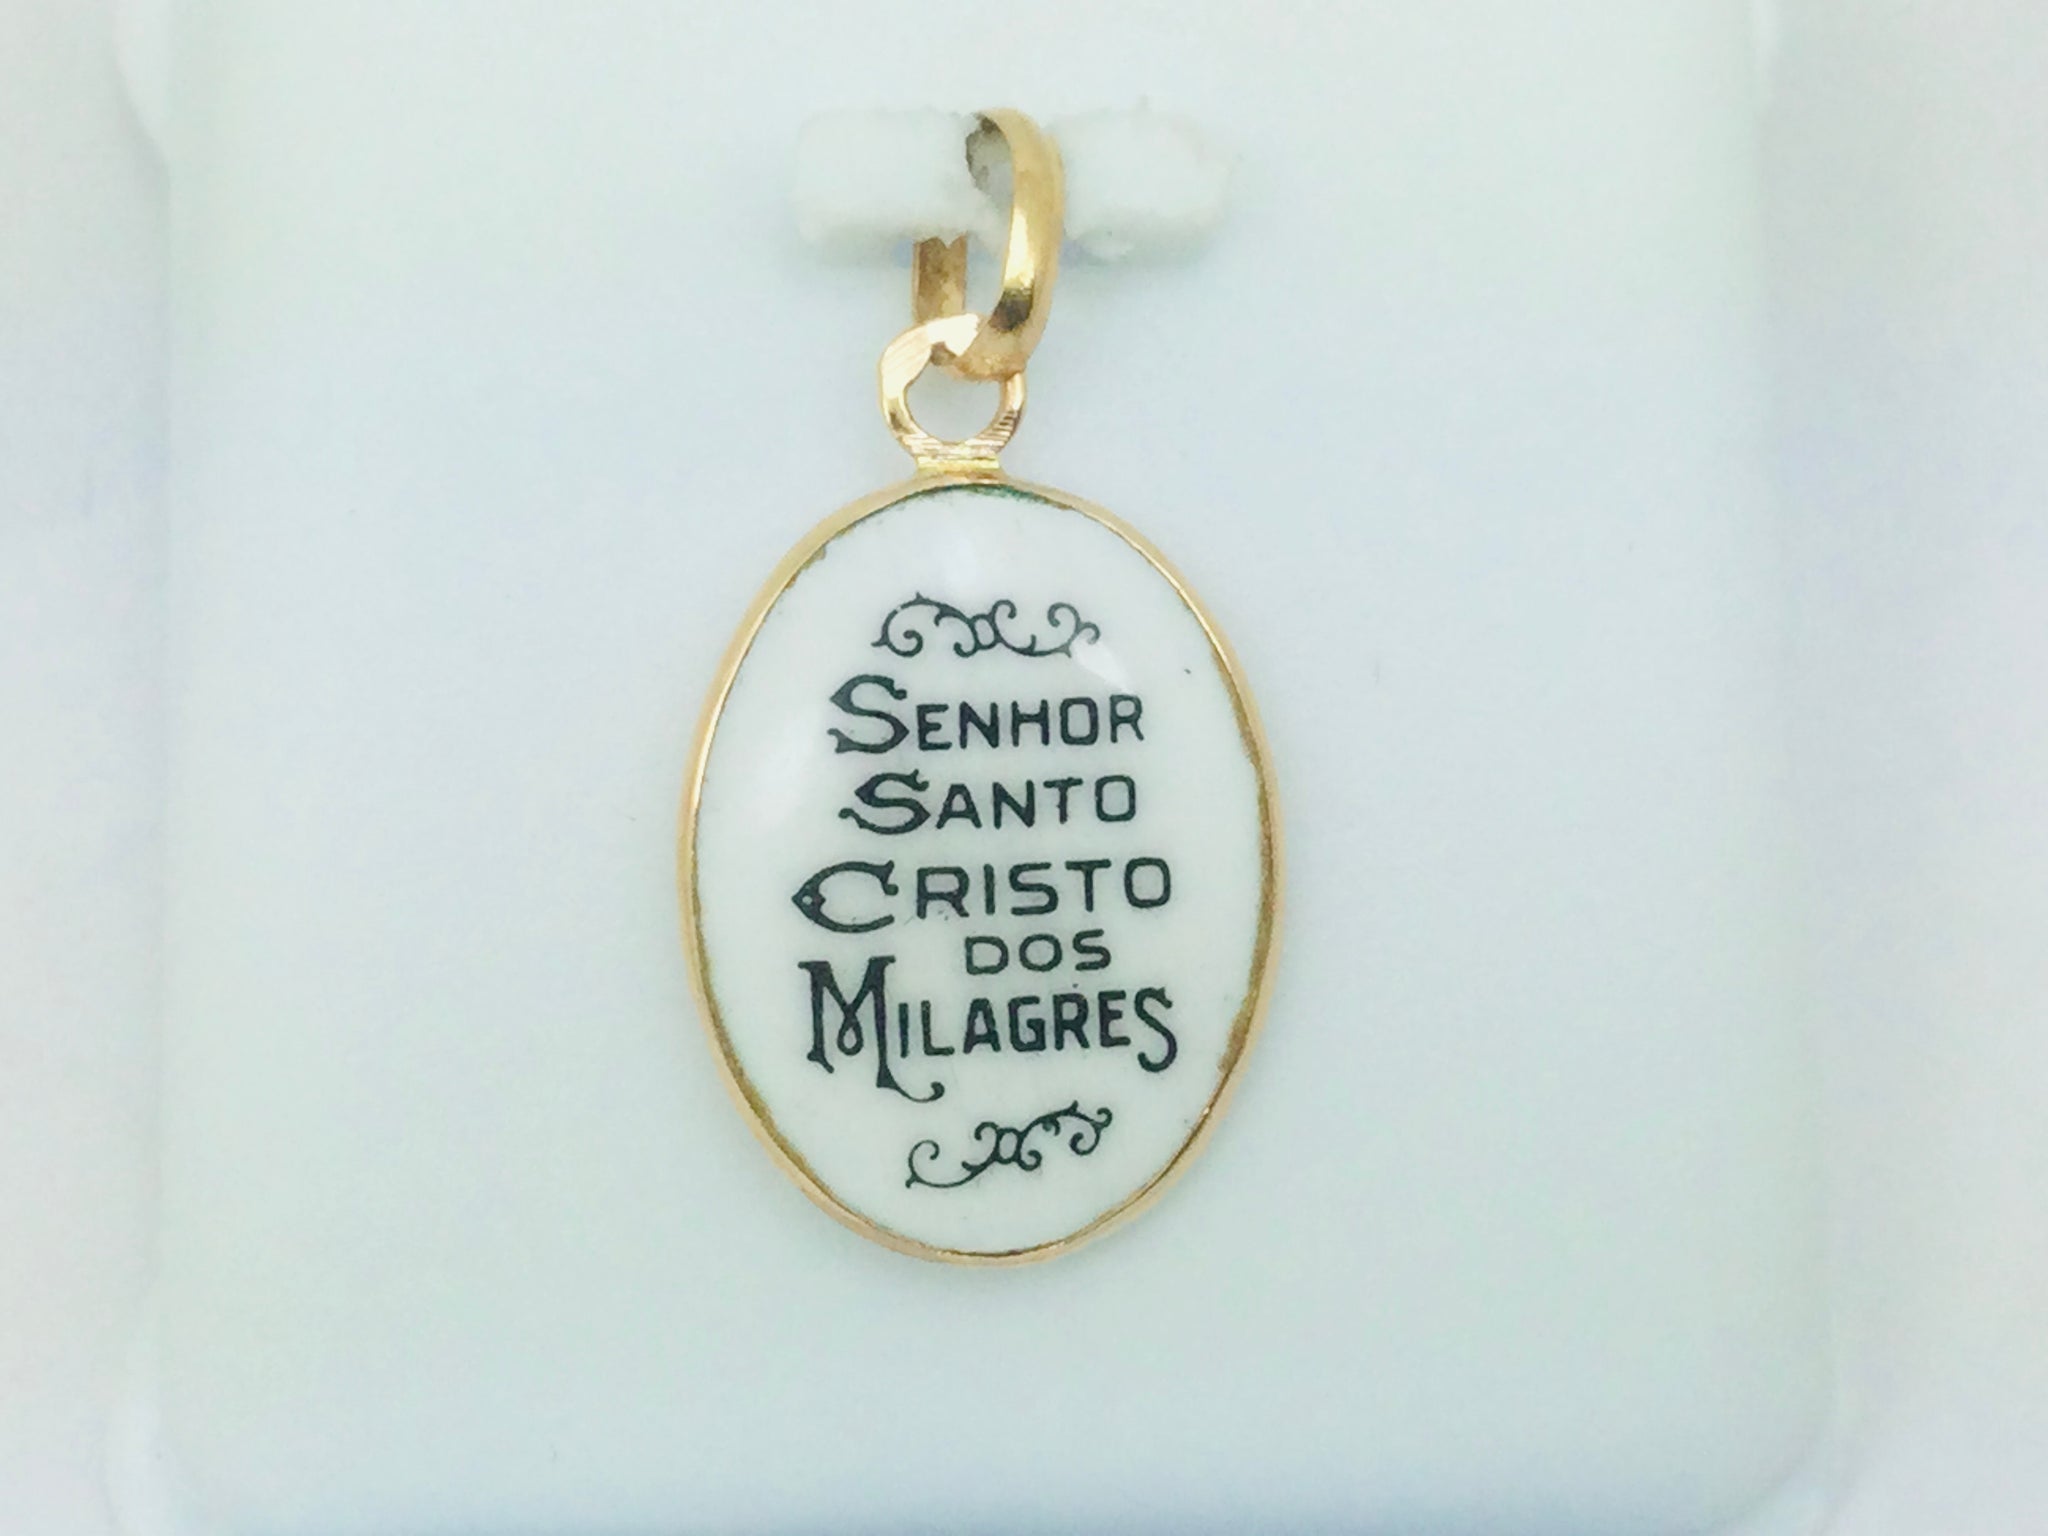 SENHOR
SANTO
CRISTO
DOS
MILAGRES